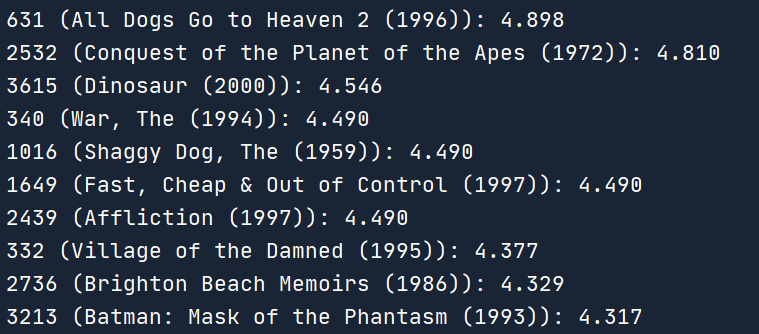 631 (All Dogs Go to Heaven 2 (1996)): 4.898
2532 (Conquest of the Planet of the Apes (1972)): 4.810
3615 (Dinosaur (2000)): 4.546
340 (War, The (1994)): 4.490
1016 (Shaggy Dog, The (1959)): 4.490
1649 (Fast, Cheap & Out of Control (1997)): 4.490
2439 (Affliction (1997)): 4.490
332 (Village of the Damned (1995)): 4.377
2736 (Brighton Beach Memoirs (1986)): 4.329
3213 (Batman: Mask of the Phantasm (1993)): 4.317